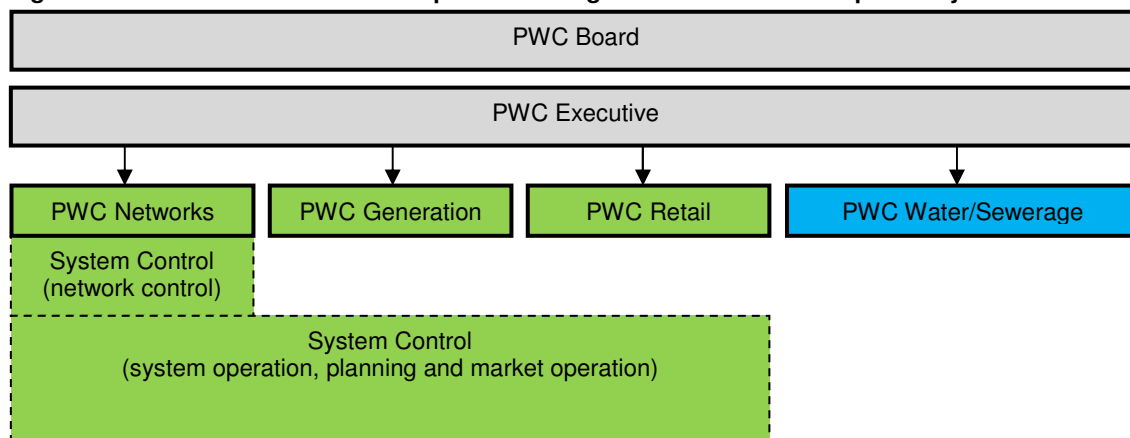 PWC Board
PWC Executive
PWC Networks
PWC Generation
PWC Retail
PWC Water/Sewerage
System Control
(network control)
System Control
(system operation, planning and market operation)